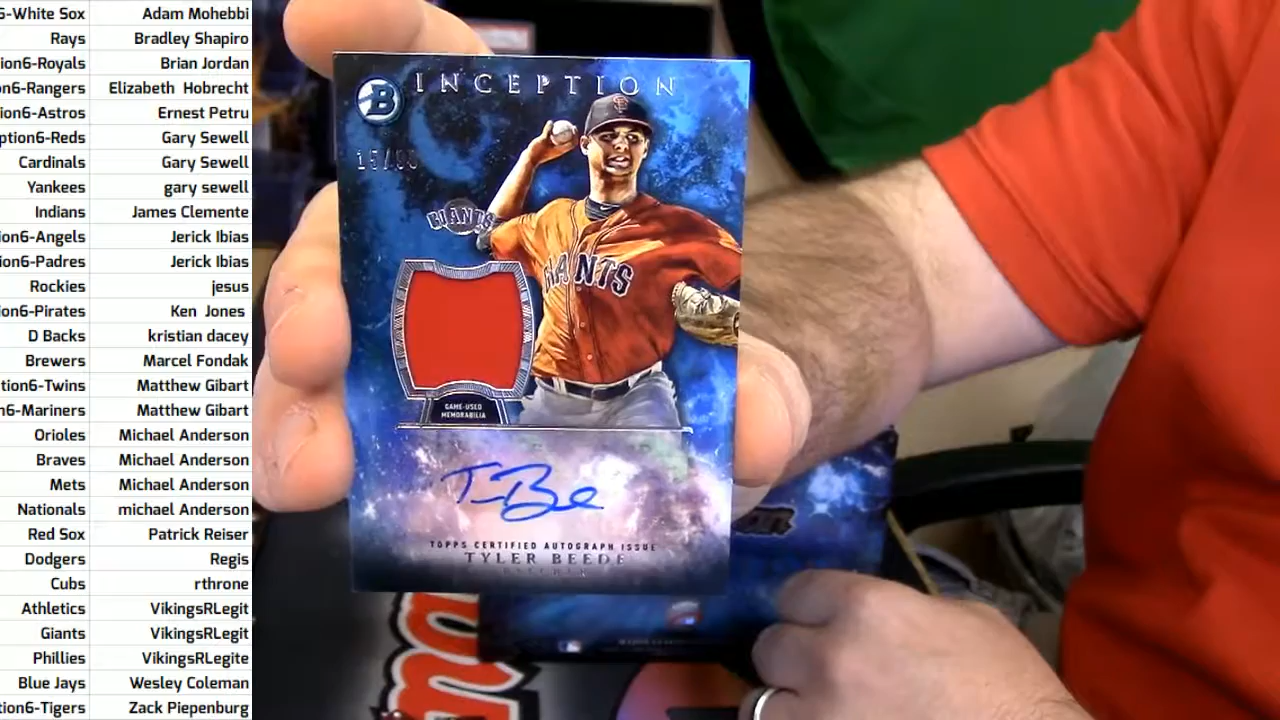 6-White Sox Adam Mohebbi
Rays Bradley Shapiro
ion6-Royals Brian Jordan
n6-Rangers Elizabeth Hobrecht
tion6-Astros Ernest Petru
ption6-Reds Gary Sewell
Cardinals Gary Sewell
Yankees gary sewell
Indians James Clemente
ion6-Angels Jerick Ibias
ion6-Padres Jerick Ibias
Rockies jesus
ion6-Pirates Ken Jones
D Backs kristian dacey
Brewers Marcel Fondak
tion6-Twins Matthew Gibart
n6-Mariners Matthew Gibart
Orioles Michael Anderson
Braves Michael Anderson
Mets Michael Anderson
Nationals michael Anderson
Red Sox Patrick Reiser
Dodgers Regis
Cubs rthrone
Athletics VikingsRLegit
Giants VikingsRLegit
Phillies VikingsRLegite
Blue Jays Wesley Coleman
tion6-Tigers Zack Piepenburg
B INCEPTION
GIANTS
GIANTS
GAME-USED
MEMORABILIA
TOPPS CERTIFIED AUTOGRAPH ISSUE
TYLER BEEDE
PITCHER